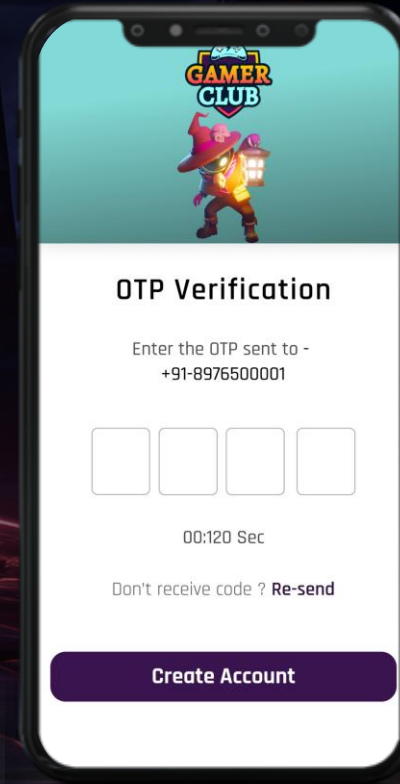 GAMER
CLUB
OTP Verification
Enter the OTP sent to -
+91-8976500001
00:120 Sec
Don't receive code ? Re-send
Create Account